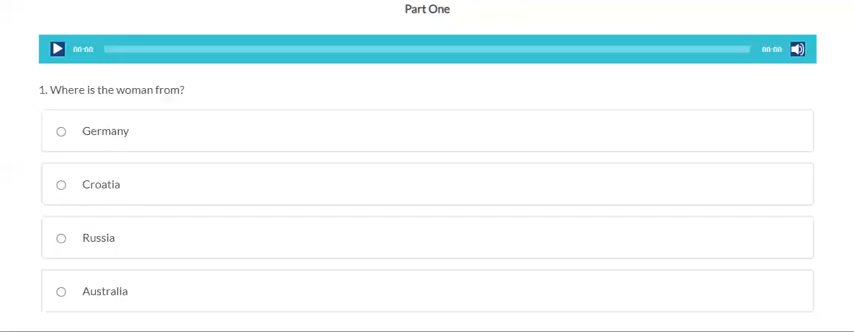 Part One
00:00 00:00
1. Where is the woman from?
Germany
Croatia
Russia
Australia